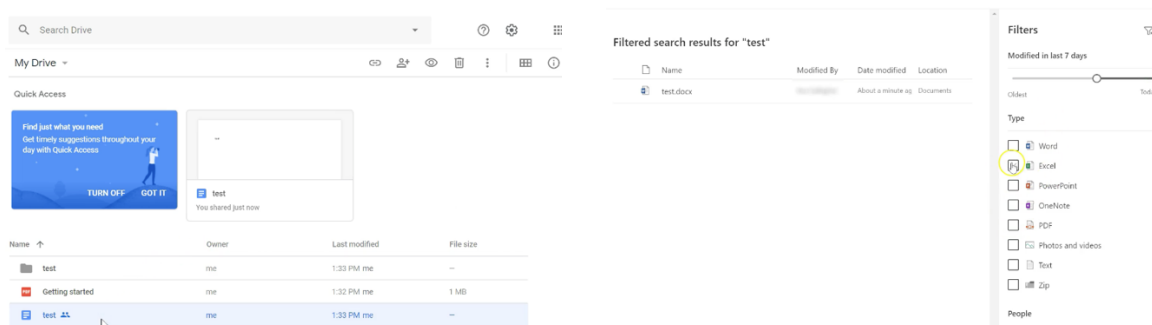 Search Drive
My Drive
Quick Access
Find just what you need
Get timely suggestions throughout your
day with Quick Access
TURN OFF GOT IT
test
You shared just now
Name Owner Last modified File size
test me 1:33 PM me –
PDF Getting started me 1:32 PM me 1 MB
test me 1:33 PM me –
Filtered search results for "test"
Name Modified By Date modified Location
test.docx About a minute ag Documents
Filters
Modified in last 7 days
Oldest Toda
Type
Word
Excel
PowerPoint
OneNote
PDF
Photos and videos
Text
Zip
People